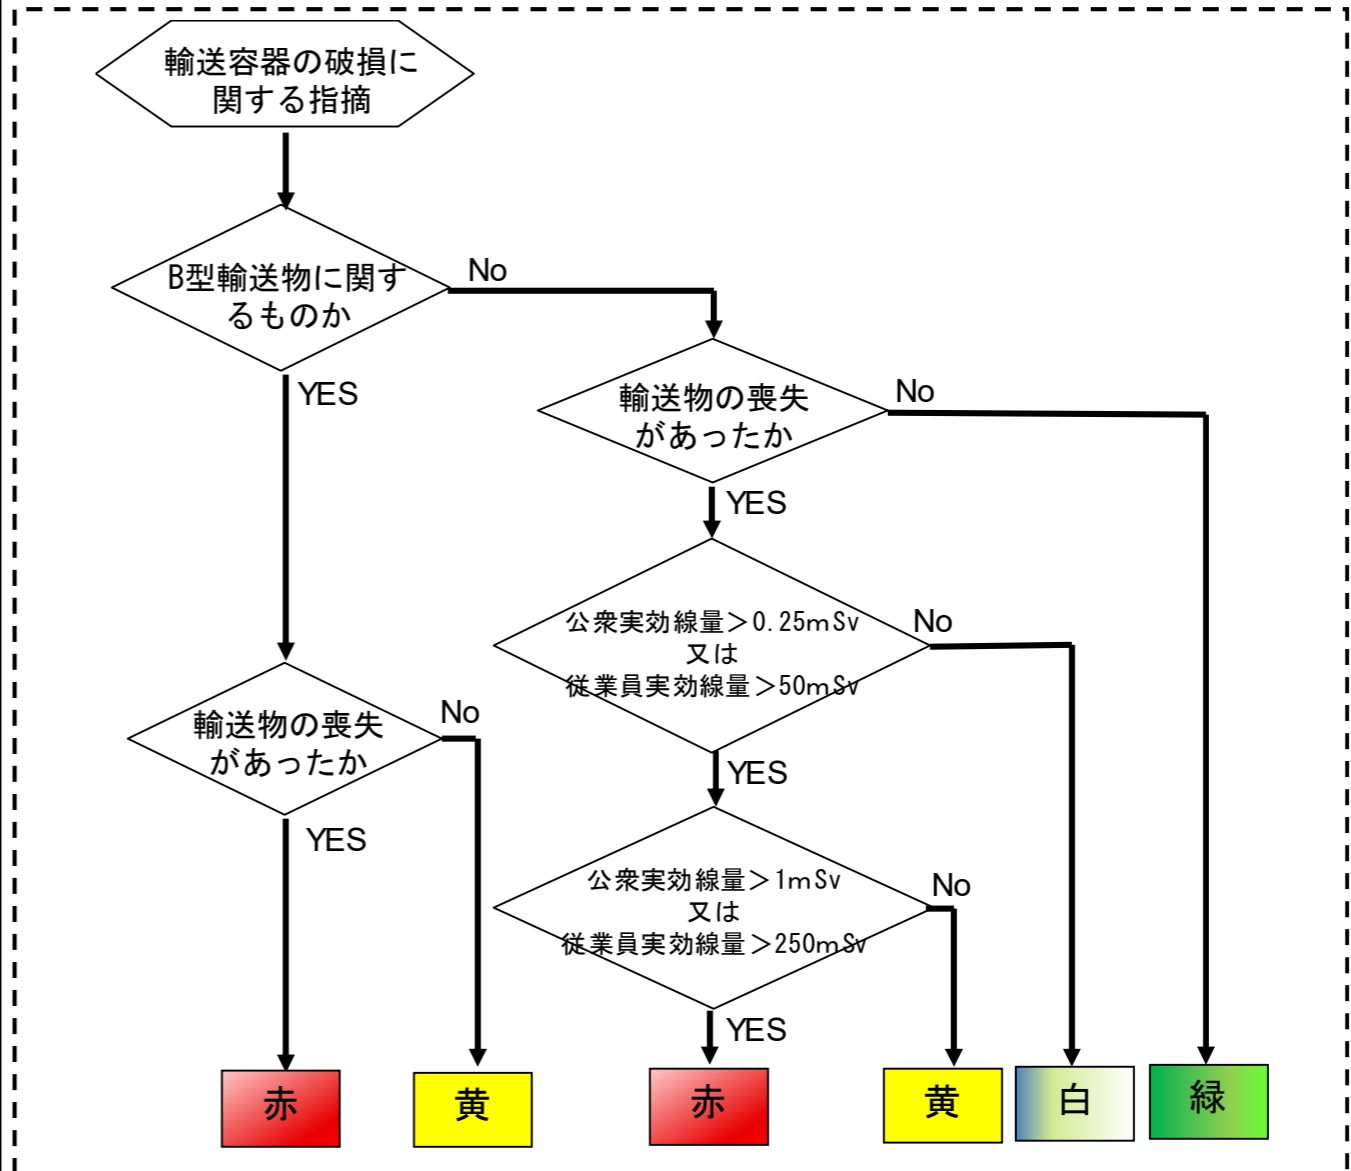 輸送容器の破損に
関する指摘
B型輸送物に関す
るものか
No
YES
輸送物の喪失
があったか
No
YES
公衆実効線量＞0.25mSv
又は
従業員実効線量＞50mSv
No
YES
輸送物の喪失
があったか
No
YES
公衆実効線量＞1mSv
又は
従業員実効線量＞250mSv
No
YES
赤
黄
赤
黄
白
緑